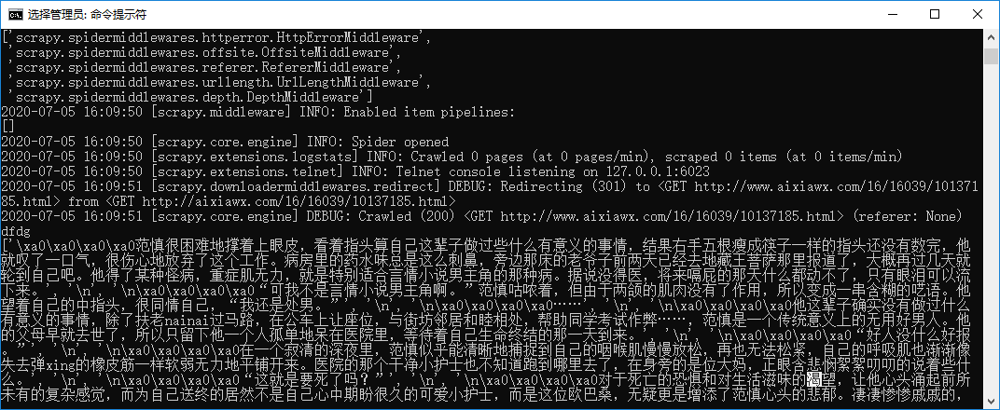 选择管理员: 命令提示符
['scrapy.spidermiddlewares.httperror.HttpErrorMiddleware',
 'scrapy.spidermiddlewares.offsite.OffsiteMiddleware',
 'scrapy.spidermiddlewares.referer.RefererMiddleware',
 'scrapy.spidermiddlewares.urllength.UrlLengthMiddleware',
 'scrapy.spidermiddlewares.depth.DepthMiddleware']
2020-07-05 16:09:50 [scrapy.middleware] INFO: Enabled item pipelines:
[]
2020-07-05 16:09:50 [scrapy.core.engine] INFO: Spider opened
2020-07-05 16:09:50 [scrapy.extensions.logstats] INFO: Crawled 0 pages (at 0 pages/min), scraped 0 items (at 0 items/min)
2020-07-05 16:09:50 [scrapy.extensions.telnet] INFO: Telnet console listening on 127.0.0.1:6023
2020-07-05 16:09:51 [scrapy.downloadermiddlewares.redirect] DEBUG: Redirecting (301) to <GET http://www.aixiawx.com/16/16039/101371
85.html> from <GET http://aixiawx.com/16/16039/10137185.html>
2020-07-05 16:09:51 [scrapy.core.engine] DEBUG: Crawled (200) <GET http://www.aixiawx.com/16/16039/10137185.html> (referer: None)
dfdg
['\xa0\xa0\xa0\xa0范慎很困难地撑着上眼皮，看着指头算自己这辈子做过些什么有意义的事情，结果右手五根瘦成筷子一样的指头还没有数完，他
就叹了一口气，很伤心地放弃了这个工作。病房里的药水味总是这么刺鼻，旁边那床的老爷子前两天已经去地藏王菩萨那里报道了，大概再过几天就
轮到自己吧。他得了某种怪病，重症肌无力，就是特别适合言情小说男主角的那种病。据说没得医，将来嗝屁的那天什么都动不了，只有眼泪可以流
下来。', '\n', '\n\xa0\xa0\xa0\xa0“可我不是言情小说男主角啊。”范慎咕哝着，但由于两颌的肌肉没有了作用，所以变成一串含糊的呓语。他
望着自己的中指头，很同情自己，“我还是处男。”', '\n', '\n\xa0\xa0\xa0\xa0……', '\n', '\n\xa0\xa0\xa0\xa0他这辈子确实没有做过什么
有意义的事情，除了扶老nainai过马路，在公车上让座位，与街坊邻居和睦相处，帮助同学考试作弊……，范慎是一个传统意义上的无用好男人。他
的父母早就去世了，所以只留下他一个人孤单地呆在医院里，等待着自己生命终结的那一天到来。', '\n', '\n\xa0\xa0\xa0\xa0“好人没什么好报
。”', '\n', '\n\xa0\xa0\xa0\xa0在一个寂清的深夜里，范慎似乎能清晰地捕捉到自己的咽喉肌慢慢放松，再也无法松紧，自己的呼吸肌也渐渐像
失去弹xing的橡皮筋一样软弱无力地平铺开来。医院的那个干净小护士也不知道跑到哪里去了，在身旁的是位大妈，正眼含悲悯絮絮叨叨的说着些什
么。', '\n', '\n\xa0\xa0\xa0\xa0“这就是要死了吗？”', '\n', '\n\xa0\xa0\xa0\xa0对于死亡的恐惧和对生活滋味的渴望，让他心头涌起前所
未有的复杂感觉，而为自己送终的居然不是自己心中期盼很久的可爱小护士，而是这位欧巴桑，无疑更是增添了范慎心头的悲郁。凄凄惨惨戚戚的，